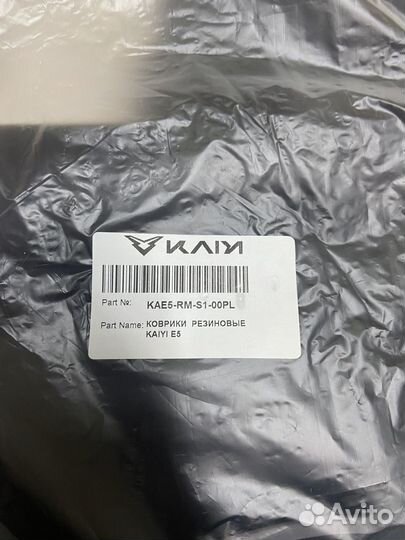 KAIYI
Part №: KAE5-RM-S1-00PL
Part Name: КОВРИКИ РЕЗИНОВЫЕ
KAIYI E5
Avito